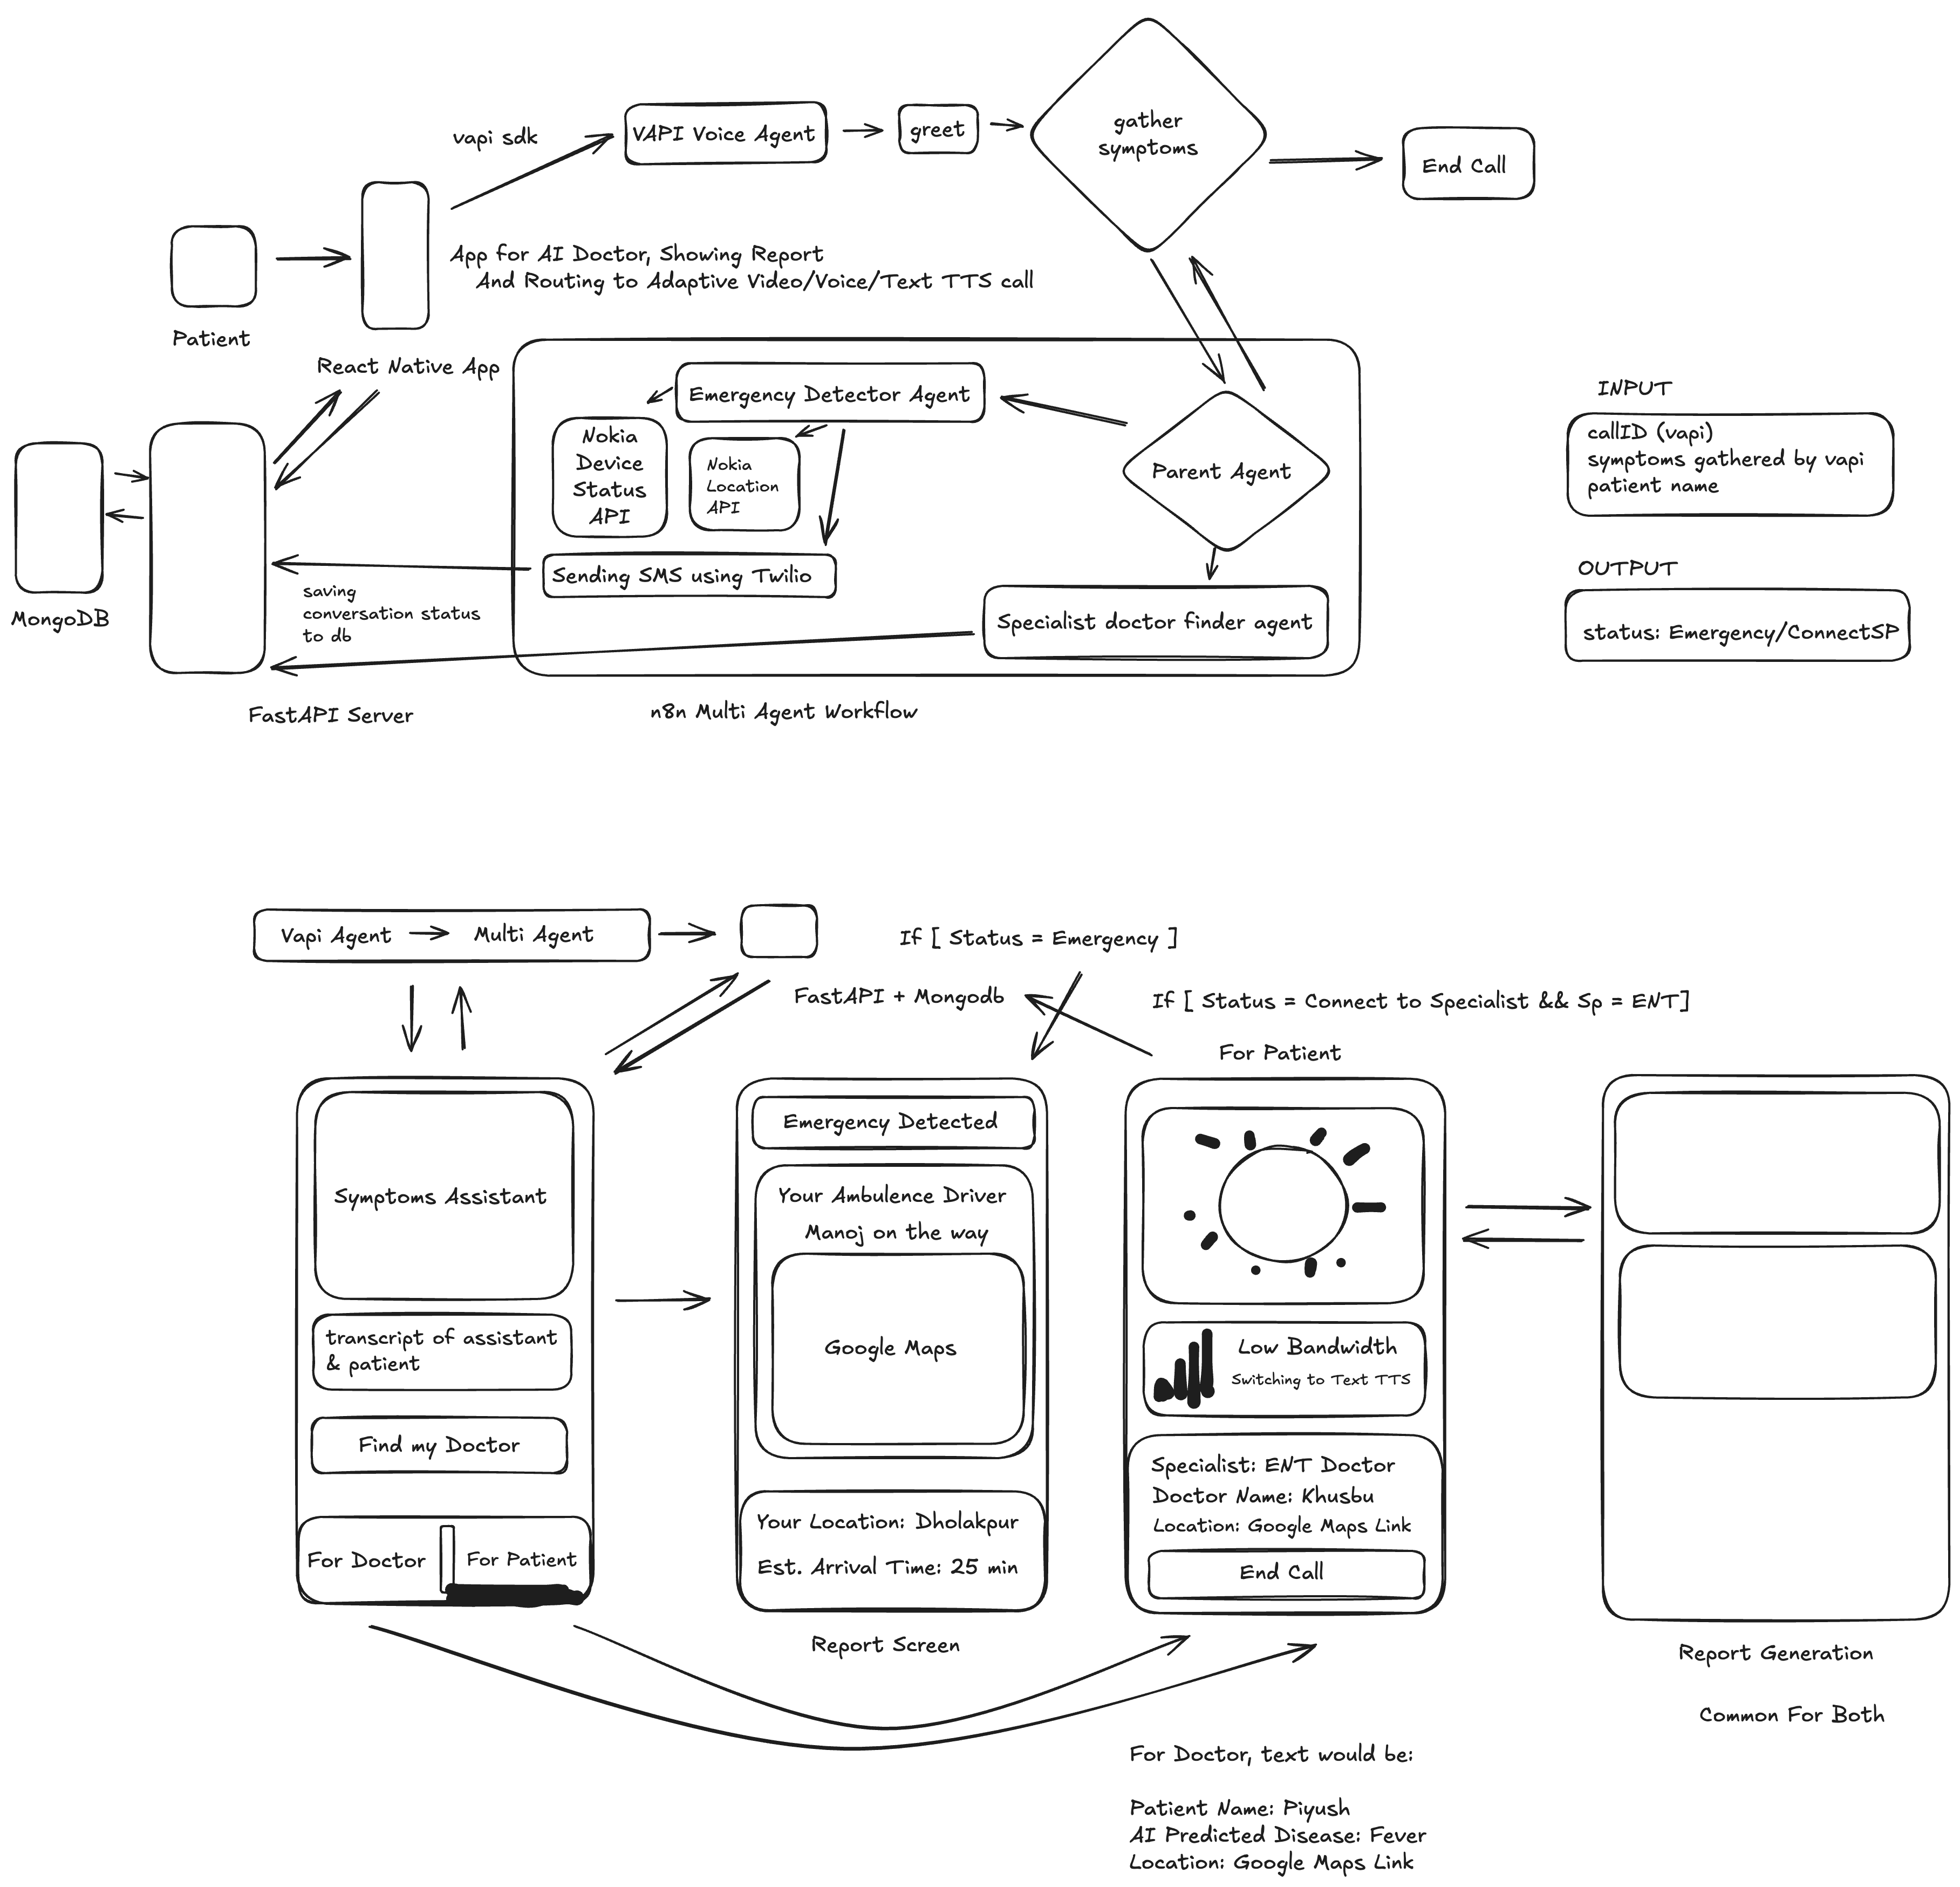 vapi sdk
VAPI Voice Agent
greet
gather
symptoms
End Call
Patient
App for AI Doctor, Showing Report
And Routing to Adaptive Video/Voice/Text TTS call
React Native App
Emergency Detector Agent
Nokia
Device
Status
API
Nokia
Location
API
Parent Agent
Sending SMS using Twilio
Specialist doctor finder agent
saving
conversation status
to db
MongoDB
FastAPI Server
n8n Multi Agent Workflow
INPUT
callID (vapi)
symptoms gathered by vapi
patient name
OUTPUT
status: Emergency/ConnectSP
Vapi Agent
Multi Agent
If [ Status = Emergency ]
FastAPI + Mongodb
If [ Status = Connect to Specialist && Sp = ENT]
For Patient
Symptoms Assistant
transcript of assistant
& patient
Find my Doctor
For Doctor
For Patient
Emergency Detected
Your Ambulence Driver
Manoj on the way
Google Maps
Your Location: Dholakpur
Est. Arrival Time: 25 min
Report Screen
Low Bandwidth
Switching to Text TTS
Specialist: ENT Doctor
Doctor Name: Khusbu
Location: Google Maps Link
End Call
Report Generation
Common For Both
For Doctor, text would be:
Patient Name: Piyush
AI Predicted Disease: Fever
Location: Google Maps Link